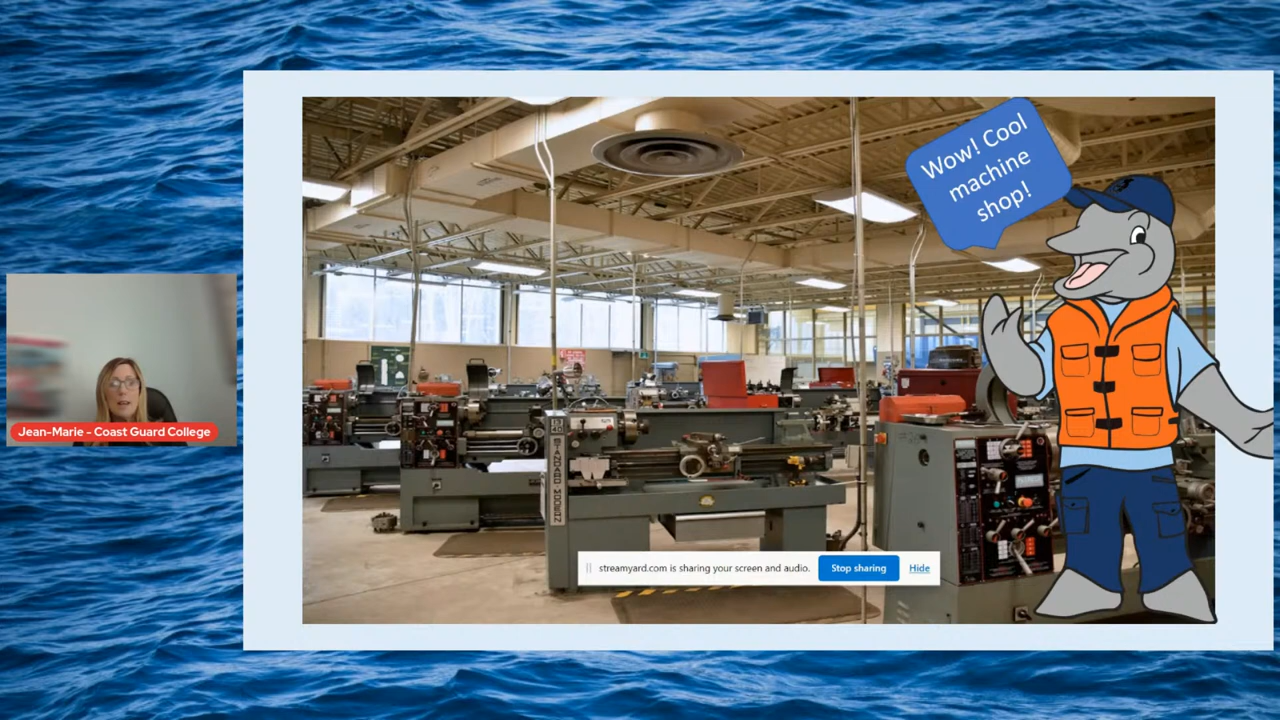 Wow! Cool
machine
shop!
STANDARD MODERN
streamyard.com is sharing your screen and audio.
Stop sharing
Hide
Jean-Marie - Coast Guard College